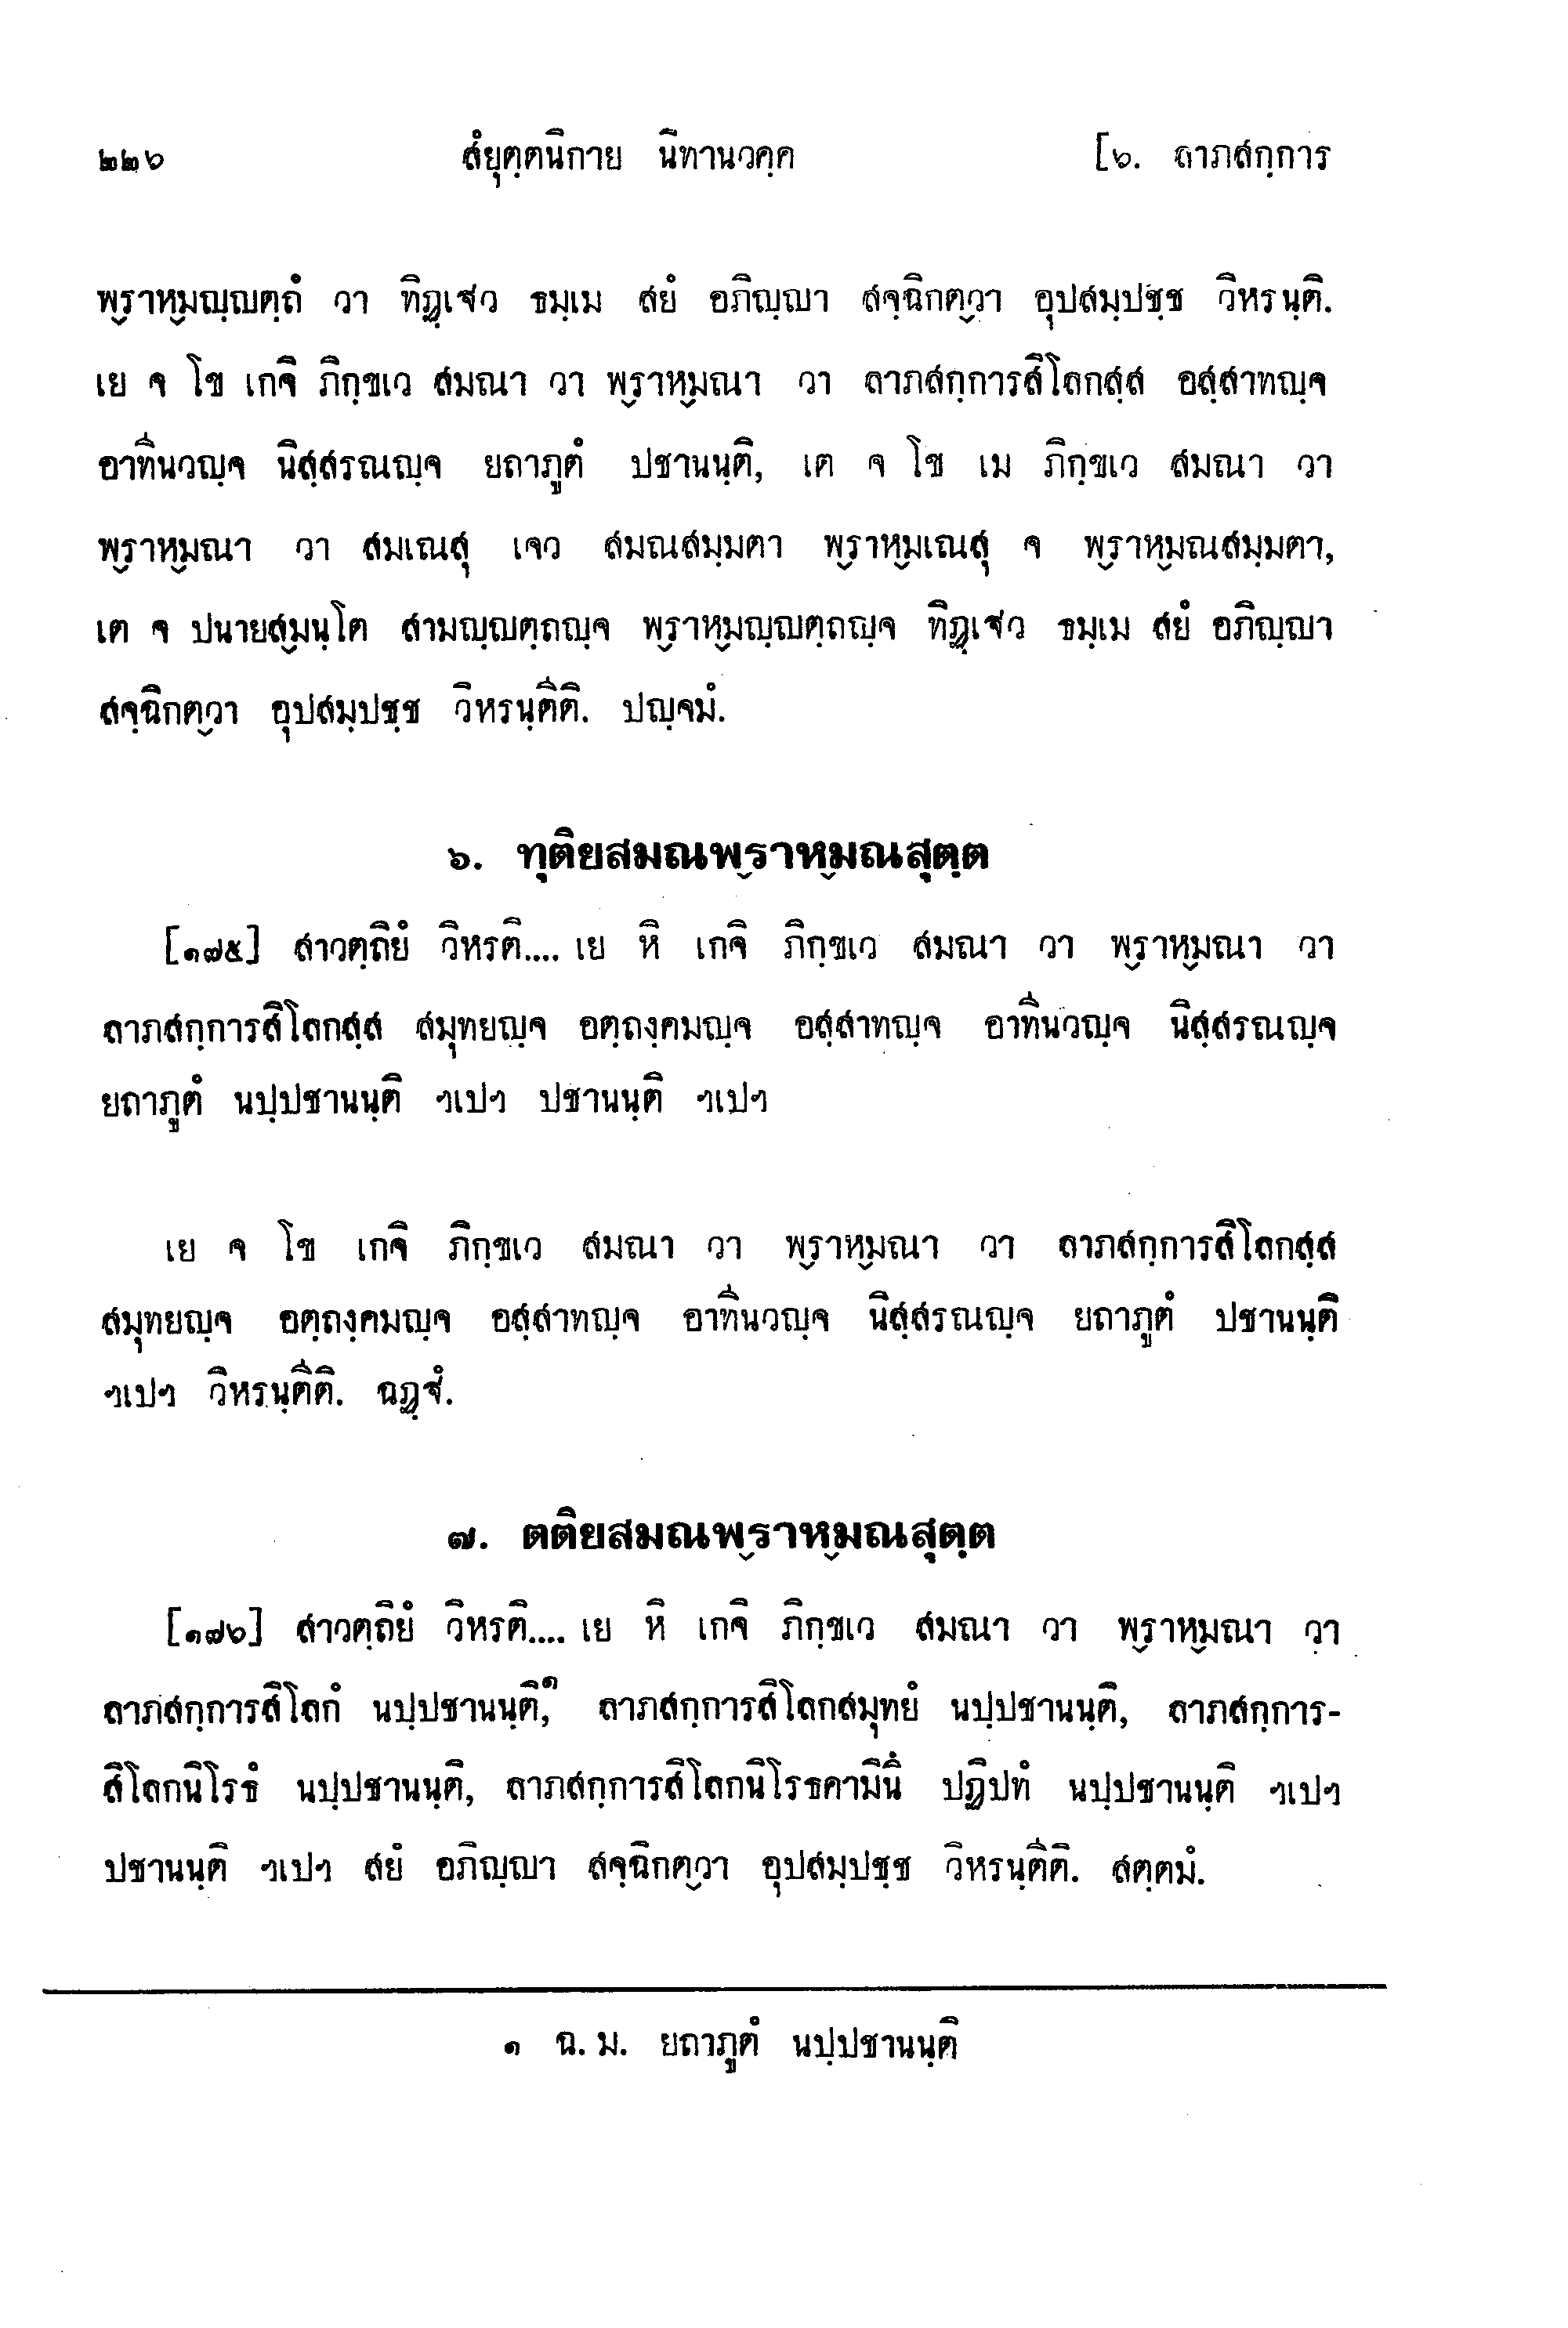 ๒๒๖ สํยุตฺตนิกาย นิทานวคฺค [๖. ลาภสกฺการ
พฺ๎ราหฺ๎มญฺญตฺถํ วา ทิฏฺเฐว ธมฺเม สยํ อภิญฺญา สจฺฉิกตฺ๎วา อุปสมฺปชฺช วิหรนฺติ.
เย จ โข เกจิ ภิกฺขเว สมณา วา พฺ๎ราหฺ๎มณา วา ลาภสกฺการสิโลกสฺส อสฺสาทญฺจ
อาทีนวญฺจ นิสฺสรณญฺจ ยถาภูตํ ปชานนฺติ, เต จ โข เม ภิกฺขเว สมณา วา
พฺ๎ราหฺ๎มณา วา สมเณสุ เจว สมณสมฺมตา พฺ๎ราหฺ๎มเณสุ จ พฺ๎ราหฺ๎มณสมฺมตา,
เต จ ปนายสฺ๎มนฺโต สามญฺญตฺถญฺจ พฺ๎ราหฺ๎มญฺญตฺถญฺจ ทิฏฺเฐว ธมฺเม สยํ อภิญฺญา
สจฺฉิกตฺ๎วา อุปสมฺปชฺช วิหรนฺตีติ. ปญฺจมํ.
๖. ทุติยสมณพฺ๎ราหฺ๎มณสุตฺต
[๑๗๕] สาวตฺถิยํ วิหรติ.... เย หิ เกจิ ภิกฺขเว สมณา วา พฺ๎ราหฺ๎มณา วา
ลาภสกฺการสิโลกสฺส สมุทยญฺจ อตฺถงฺคมญฺจ อสฺสาทญฺจ อาทีนวญฺจ นิสฺสรณญฺจ
ยถาภูตํ นปฺปชานนฺติ ฯเปฯ ปชานนฺติ ฯเปฯ
เย จ โข เกจิ ภิกฺขเว สมณา วา พฺ๎ราหฺ๎มณา วา ลาภสกฺการสิโลกสฺส
สมุทยญฺจ อตฺถงฺคมญฺจ อสฺสาทญฺจ อาทีนวญฺจ นิสฺสรณญฺจ ยถาภูตํ ปชานนฺติ
ฯเปฯ วิหรนฺตีติ. ฉฏฺฐํ.
๗. ตติยสมณพฺ๎ราหฺ๎มณสุตฺต
[๑๗๖] สาวตฺถิยํ วิหรติ.... เย หิ เกจิ ภิกฺขเว สมณา วา พฺ๎ราหฺ๎มณา วา
ลาภสกฺการสิโลกํ นปฺปชานนฺติ,๑ ลาภสกฺการสิโลกสมุทยํ นปฺปชานนฺติ, ลาภสกฺการ-
สิโลกนิโรธํ นปฺปชานนฺติ, ลาภสกฺการสิโลกนิโรธคามินึ ปฏิปทํ นปฺปชานนฺติ ฯเปฯ
ปชานนฺติ ฯเปฯ สยํ อภิญฺญา สจฺฉิกตฺ๎วา อุปสมฺปชฺช วิหรนฺตีติ. สตฺตมํ.
๑ ฉ. ม. ยถาภูตํ นปฺปชานนฺติ